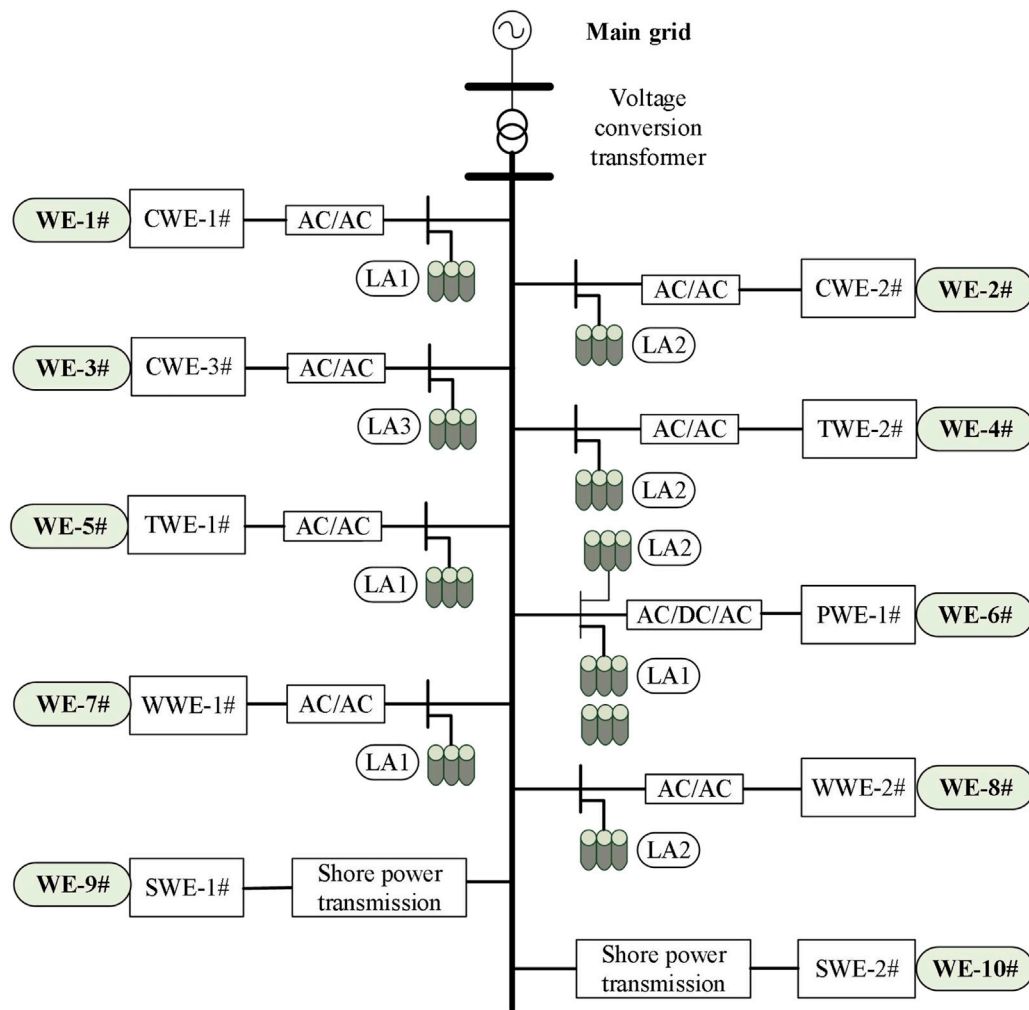 Main grid
Voltage
conversion
transformer
WE-1# CWE-1# AC/AC
LA1
AC/AC CWE-2# WE-2#
LA2
WE-3# CWE-3# AC/AC
LA3
AC/AC TWE-2# WE-4#
LA2
WE-5# TWE-1# AC/AC
LA2
LA1
AC/DC/AC PWE-1# WE-6#
LA1
WE-7# WWE-1# AC/AC
LA1
AC/AC WWE-2# WE-8#
LA2
WE-9# SWE-1# Shore power
transmission
Shore power
transmission SWE-2# WE-10#